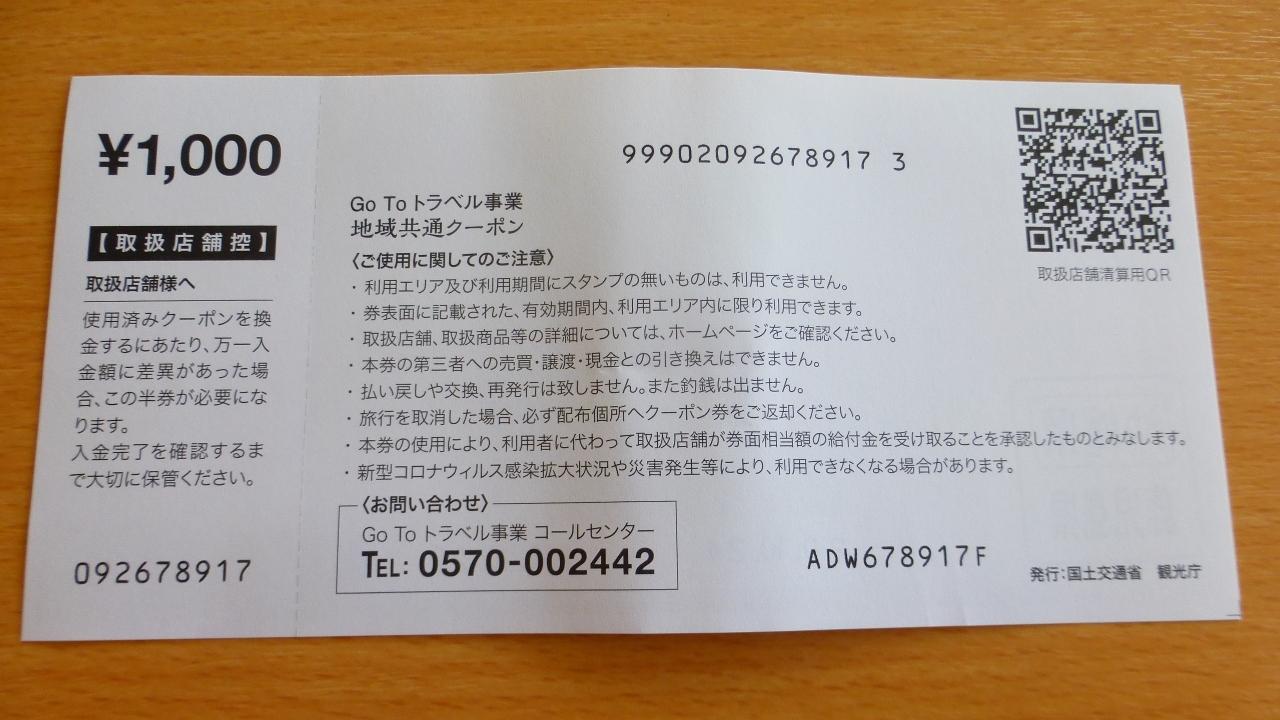 ¥1,000
【取扱店舗控】
取扱店舗様へ
使用済みクーポンを換
金するにあたり、万一入
金額に差異があった場
合、この半券が必要にな
ります。
入金完了を確認するま
で大切に保管ください。
092678917
99902092678917 3
Go To トラベル事業
地域共通クーポン
〈ご使用に関してのご注意〉
・利用エリア及び利用期間にスタンプの無いものは、利用できません。
・券表面に記載された、有効期間内、利用エリア内に限り利用できます。
・取扱店舗、取扱商品等の詳細については、ホームページをご確認ください。
・本券の第三者への売買・譲渡・現金との引き換えはできません。
・払い戻しや交換、再発行は致しません。また釣銭は出ません。
・旅行を取消した場合、必ず配布個所へクーポン券をご返却ください。
・本券の使用により、利用者に代わって取扱店舗が券面相当額の給付金を受け取ることを承認したものとみなします。
・新型コロナウィルス感染拡大状況や災害発生等により、利用できなくなる場合があります。
〈お問い合わせ〉
Go To トラベル事業 コールセンター
TEL: 0570-002442
取扱店舗清算用QR
ADW678917F
発行:国土交通省 観光庁